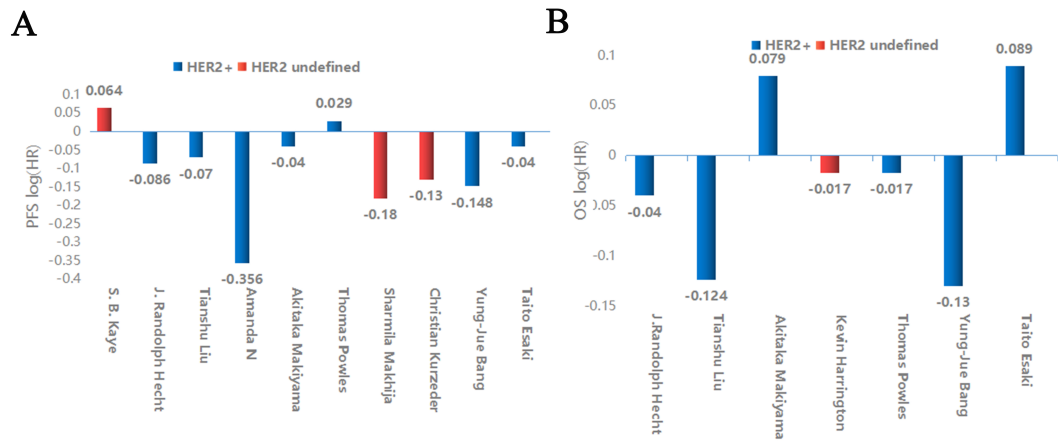 A
HER2+ HER2 undefined
PFS log(HR)
0.1
0.05
0
-0.05
-0.1
-0.15
-0.2
-0.25
-0.3
-0.35
-0.4
0.064
-0.086
-0.07
-0.356
-0.04
0.029
-0.18
-0.13
-0.148
-0.04
S. B. Kaye
J. Randolph Hecht
Tianshu Liu
Amanda N
Akitaka Makiyama
Thomas Powles
Sharmila Makhija
Christian Kurzeder
Yung-Jue Bang
Taito Esaki
B
HER2+ HER2 undefined
OS log(HR)
0.1
0.05
0
0.05
-0.1
-0.15
-0.04
-0.124
0.079
-0.017
-0.017
-0.13
0.089
J.Randolph Hecht
Tianshu Liu
Akitaka Makiyama
Kevin Harrington
Thomas Powles
Yung-Jue Bang
Taito Esaki